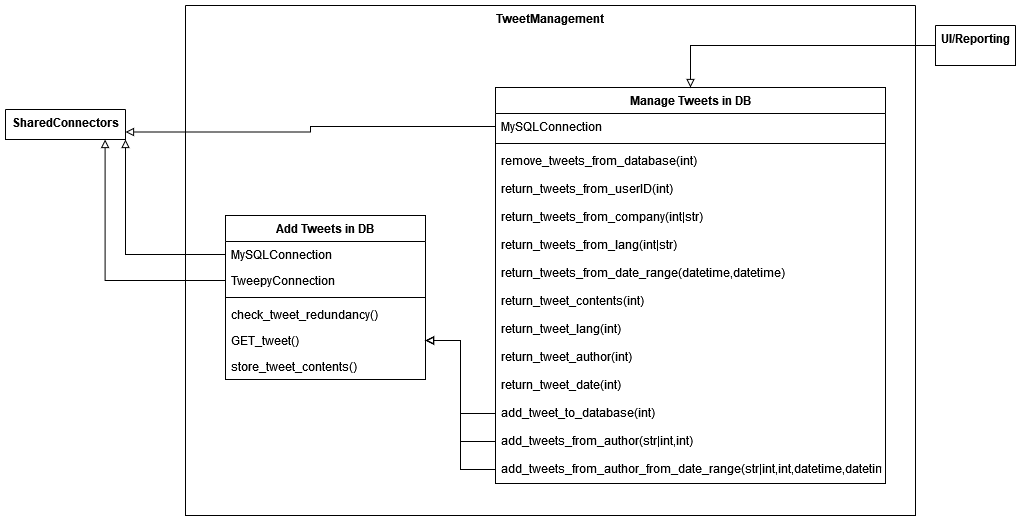 TweetManagement
UI/Reporting
SharedConnectors
Manage Tweets in DB
MySQLConnection
remove_tweets_from_database(int)
return_tweets_from_userID(int)
return_tweets_from_company(int|str)
return_tweets_from_lang(int|str)
return_tweets_from_date_range(datetime,datetime)
return_tweet_contents(int)
return_tweet_lang(int)
return_tweet_author(int)
return_tweet_date(int)
add_tweet_to_database(int)
add_tweets_from_author(str|int,int)
add_tweets_from_author_from_date_range(str|int,int,datetime,datetin
Add Tweets in DB
MySQLConnection
TweepyConnection
check_tweet_redundancy()
GET_tweet()
store_tweet_contents()